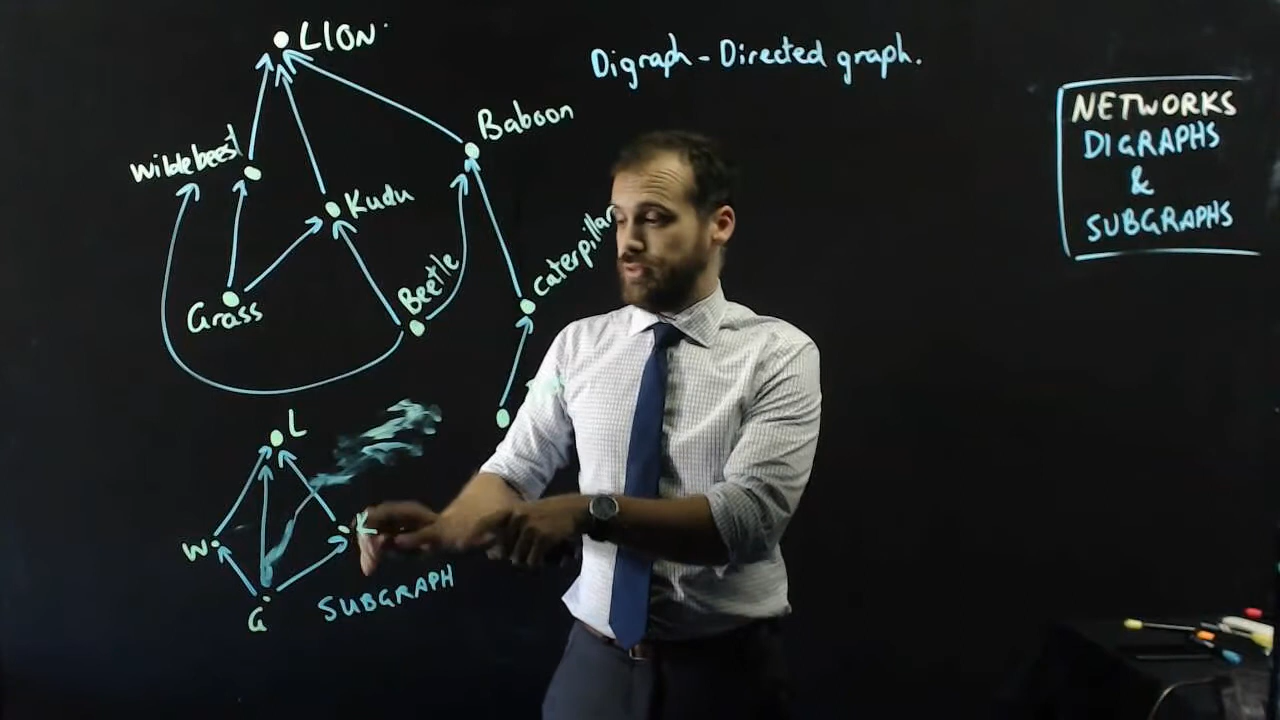 LION
Digraph - Directed graph.
NETWORKS
DIGRAPHS
&
SUBGRAPHS
Baboon
Wildebeest
Kudu
Caterpillar
Beetle
Grass
L
W
K
G
SUBGRAPH